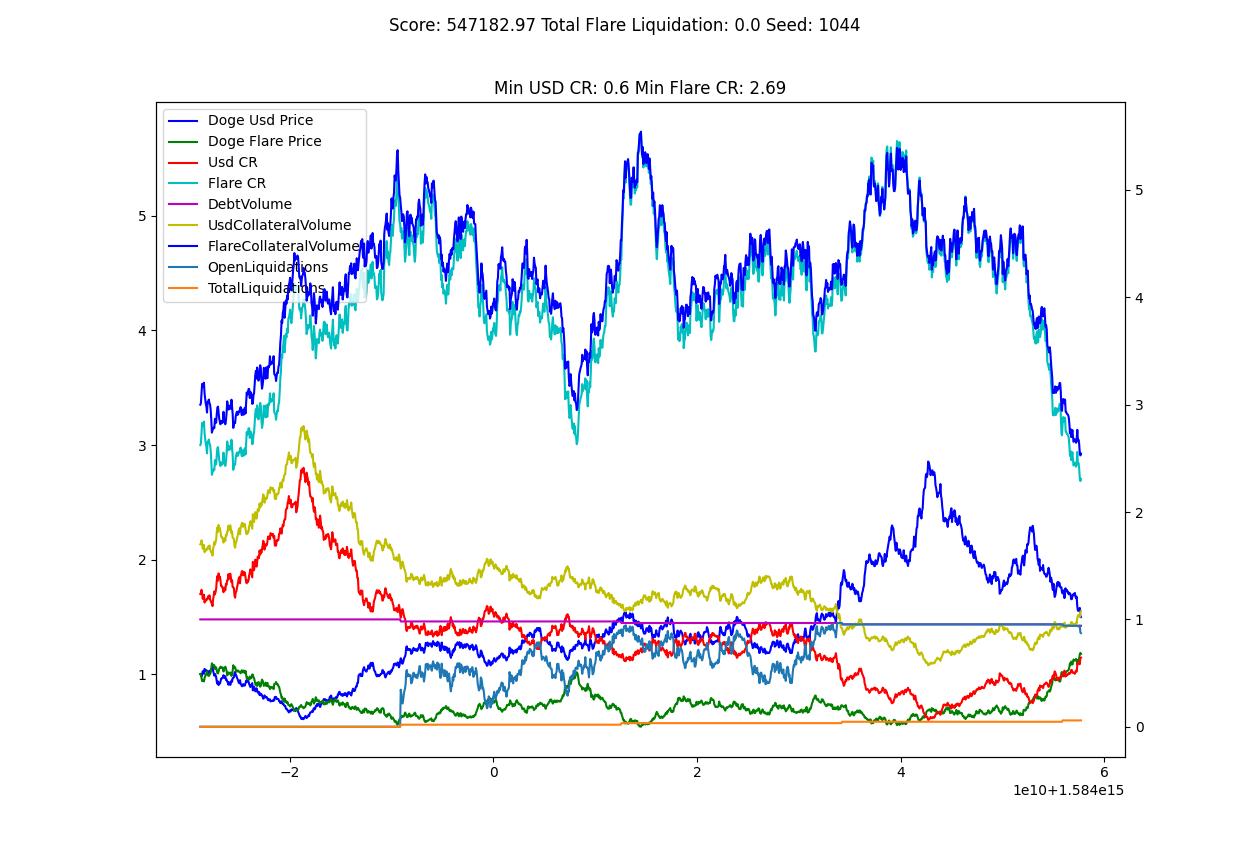 Score: 547182.97 Total Flare Liquidation: 0.0 Seed: 1044
Min USD CR: 0.6 Min Flare CR: 2.69
Doge Usd Price
Doge Flare Price
Usd CR
Flare CR
DebtVolume
UsdCollateralVolume
FlareCollateralVolume
OpenLiquidations
TotalLiquidations
5
4
3
2
1
5
4
3
2
1
0
−2
0
2
4
6
1e10+1.584e15